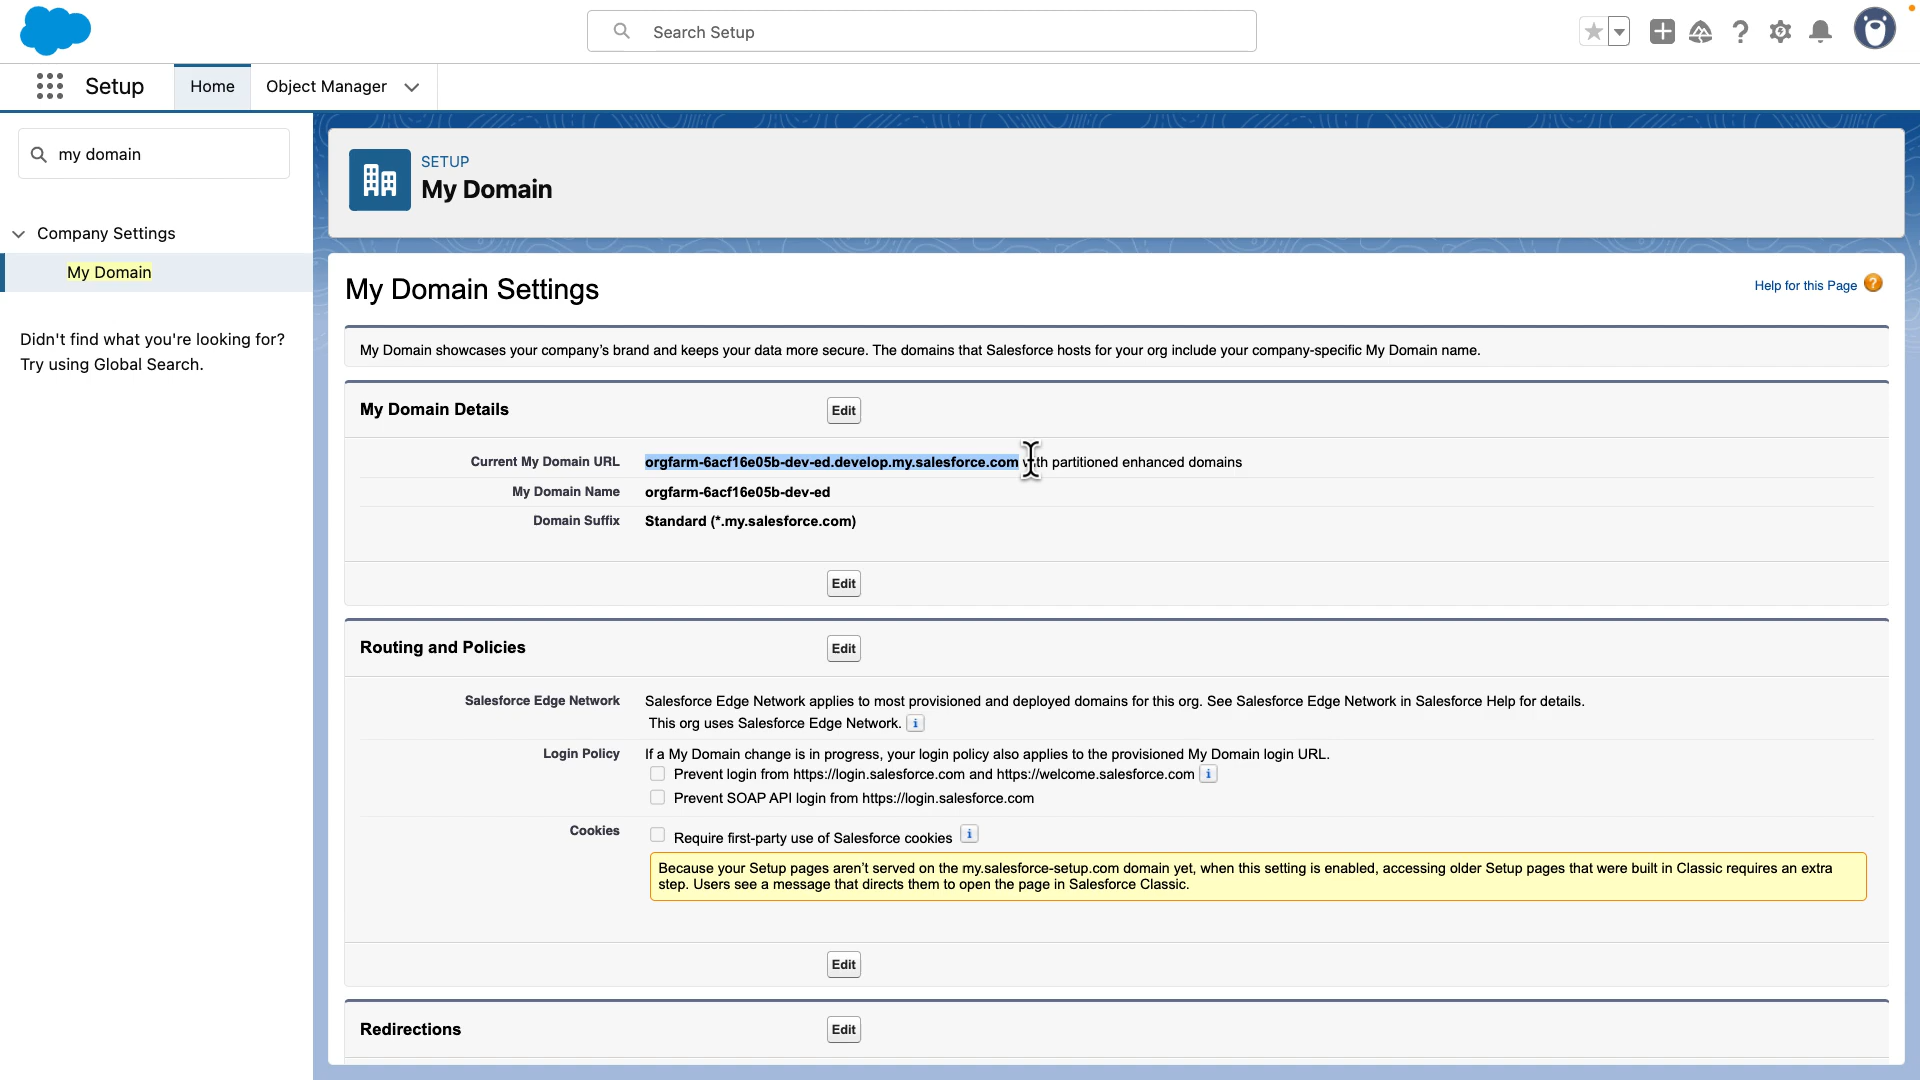 Search Setup
Setup
Home
Object Manager
my domain
Company Settings
My Domain
Didn't find what you're looking for?
Try using Global Search.
SETUP
My Domain
My Domain Settings
Help for this Page
My Domain showcases your company's brand and keeps your data more secure. The domains that Salesforce hosts for your org include your company-specific My Domain name.
My Domain Details
Edit
Current My Domain URL
orgfarm-6acf16e05b-dev-ed.develop.my.salesforce.com with partitioned enhanced domains
My Domain Name
orgfarm-6acf16e05b-dev-ed
Domain Suffix
Standard (*.my.salesforce.com)
Edit
Routing and Policies
Edit
Salesforce Edge Network
Salesforce Edge Network applies to most provisioned and deployed domains for this org. See Salesforce Edge Network in Salesforce Help for details.
This org uses Salesforce Edge Network.
Login Policy
If a My Domain change is in progress, your login policy also applies to the provisioned My Domain login URL.
Prevent login from https://login.salesforce.com and https://welcome.salesforce.com
Prevent SOAP API login from https://login.salesforce.com
Cookies
Require first-party use of Salesforce cookies
Because your Setup pages aren't served on the my.salesforce-setup.com domain yet, when this setting is enabled, accessing older Setup pages that were built in Classic requires an extra
step. Users see a message that directs them to open the page in Salesforce Classic.
Edit
Redirections
Edit